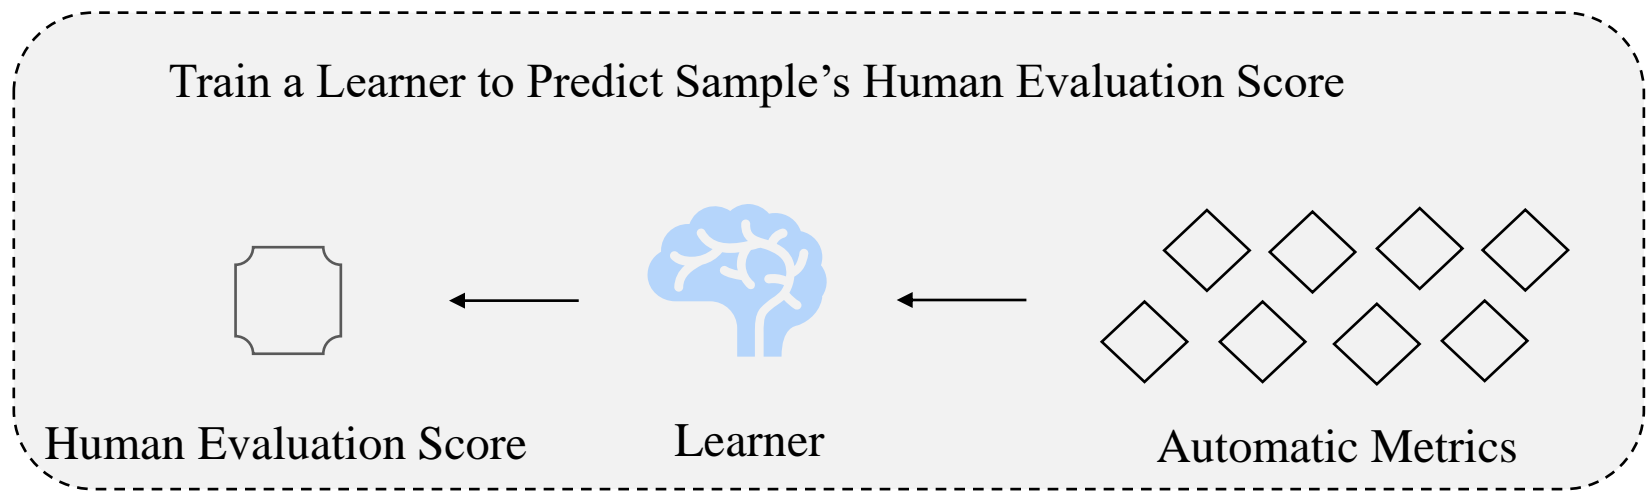 Train a Learner to Predict Sample’s Human Evaluation Score
Human Evaluation Score
Learner
Automatic Metrics